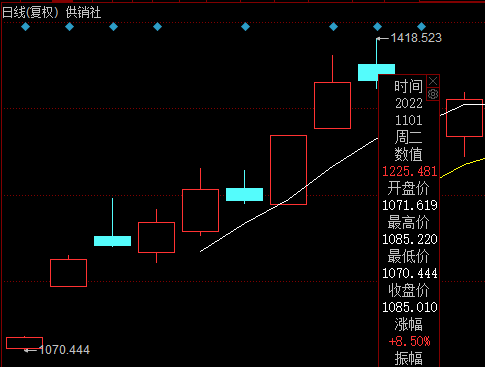 日线(复权) 供销社
1418.523
时间
2022
1101
周二
数值
1225.481
开盘价
1071.619
最高价
1085.220
最低价
1070.444
收盘价
1085.010
涨幅
+8.50%
振幅
1070.444